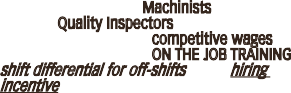 Machinists
Quality Inspectors
competitive wages
ON THE JOB TRAINING
shift differential for off-shifts hiring
incentive